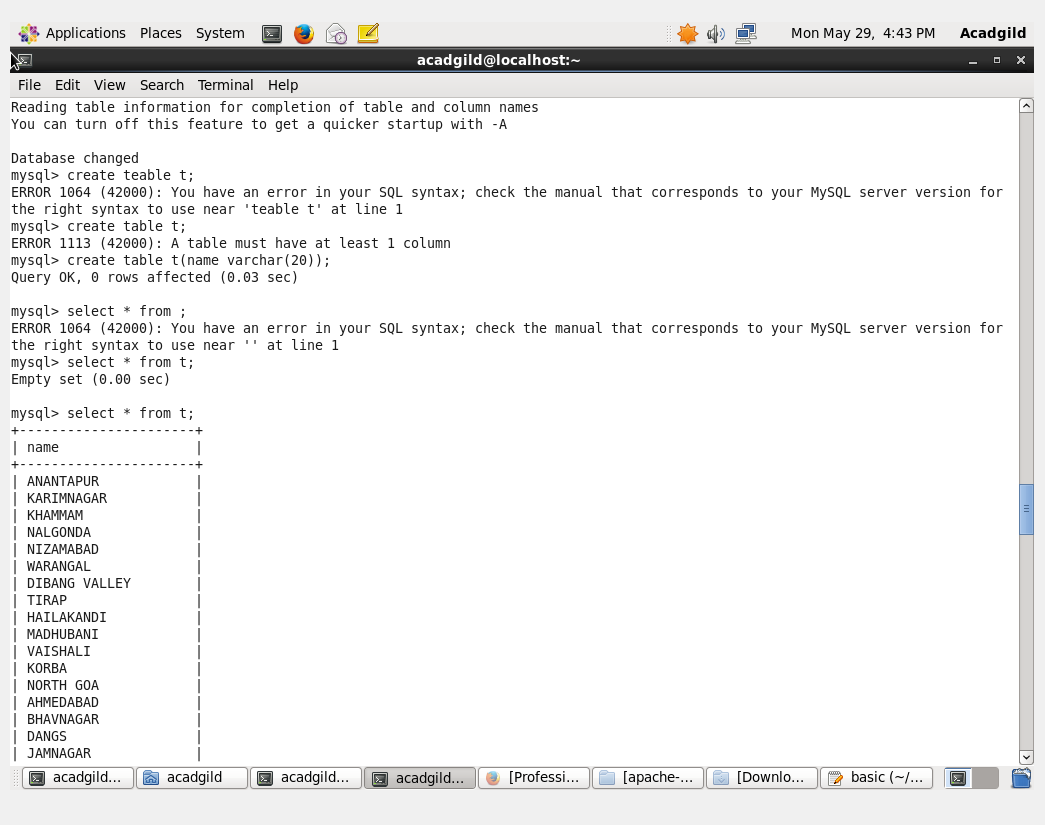 Applications Places System Mon May 29, 4:43 PM Acadgild
acadgild@localhost:~
File Edit View Search Terminal Help
Reading table information for completion of table and column names
You can turn off this feature to get a quicker startup with -A
Database changed
mysql> create teable t;
ERROR 1064 (42000): You have an error in your SQL syntax; check the manual that corresponds to your MySQL server version for
the right syntax to use near 'teable t' at line 1
mysql> create table t;
ERROR 1113 (42000): A table must have at least 1 column
mysql> create table t(name varchar(20));
Query OK, 0 rows affected (0.03 sec)
mysql> select * from ;
ERROR 1064 (42000): You have an error in your SQL syntax; check the manual that corresponds to your MySQL server version for
the right syntax to use near '' at line 1
mysql> select * from t;
Empty set (0.00 sec)
mysql> select * from t;
+----------------------+
| name                 |
+----------------------+
| ANANTAPUR            |
| KARIMNAGAR           |
| KHAMMAM              |
| NALGONDA             |
| NIZAMABAD            |
| WARANGAL             |
| DIBANG VALLEY        |
| TIRAP                |
| HAILAKANDI           |
| MADHUBANI            |
| VAISHALI             |
| KORBA                |
| NORTH GOA            |
| AHMEDABAD            |
| BHAVNAGAR            |
| DANGS                |
| JAMNAGAR             |
acadgild... acadgild acadgild... acadgild... [Professi... [apache-... [Downlo... basic (~/...